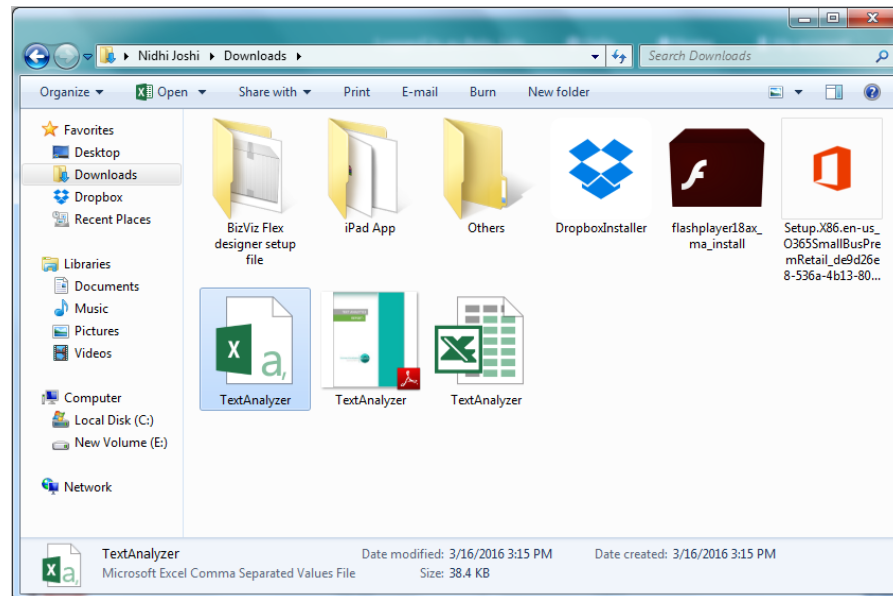 Nidhi Joshi Downloads
Search Downloads
Organize Open Share with Print E-mail Burn New folder
Favorites
Desktop
Downloads
Dropbox
Recent Places
Libraries
Documents
Music
Pictures
Videos
Computer
Local Disk (C:)
New Volume (E:)
Network
BizViz Flex
designer setup
file
iPad App
Others
DropboxInstaller
flashplayer18ax_
ma_install
Setup.X86.en-us_
O365SmallBusPre
mRetail_de9d26e
8-536a-4b13-80...
X a,
TextAnalyzer
TextAnalyzer
TextAnalyzer
X a,
TextAnalyzer Date modified: 3/16/2016 3:15 PM Date created: 3/16/2016 3:15 PM
Microsoft Excel Comma Separated Values File Size: 38.4 KB